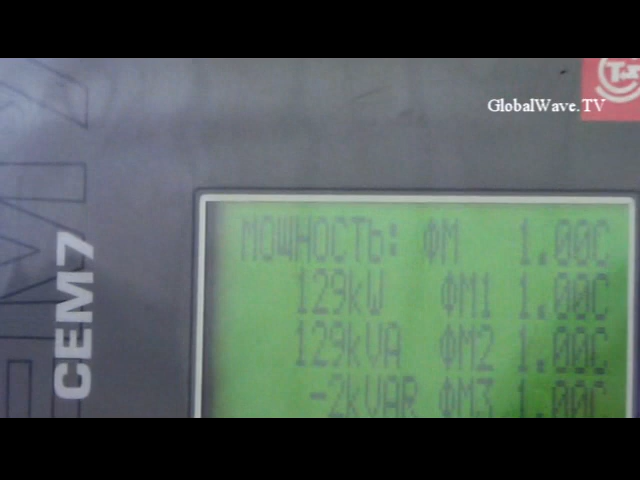 GlobalWave.TV
CEM7
МОЩНОСТЬ: ФМ 1.00C
129kW ФМ1 1.00C
129kVA ФМ2 1.00C
-2kVAR ФМ3 1.00C